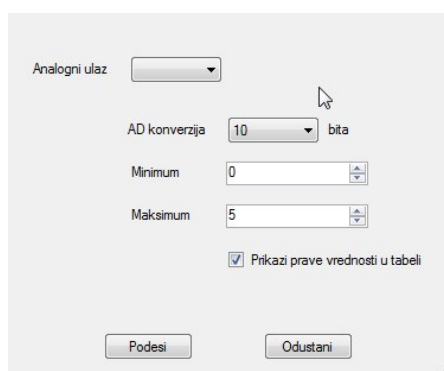 Analogni ulaz
AD konverzija 10 bita
Minimum 0
Maksimum 5
Prikazi prave vrednosti u tabeli
Podesi Odustani